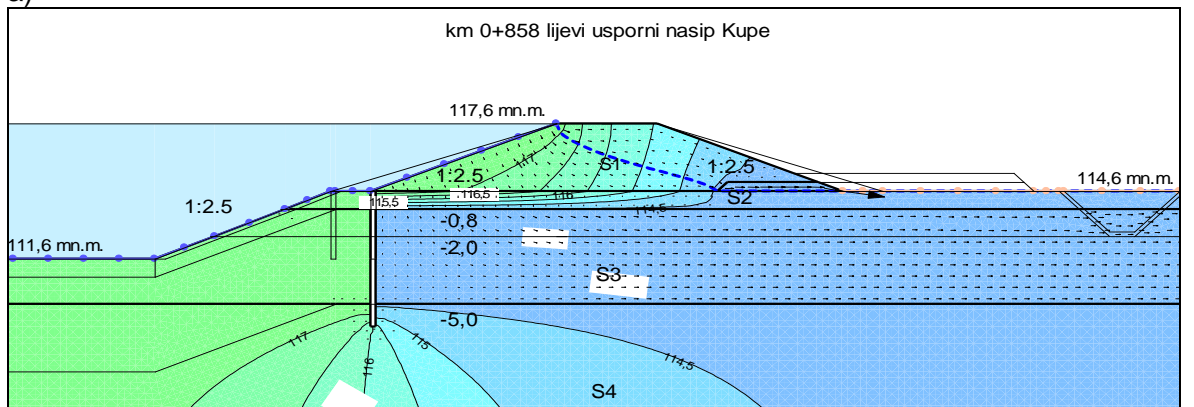 a)
km 0+858 lijevi usporni nasip Kupe
117,6 mn.m.
117
S1
1:2.5
1:2.5
114,6 mn.m.
1:2.5
115,5
116,5
116
114,5
S2
-0,8
111,6 mn.m.
-2,0
S3
-5,0
117
116
115
114,5
S4